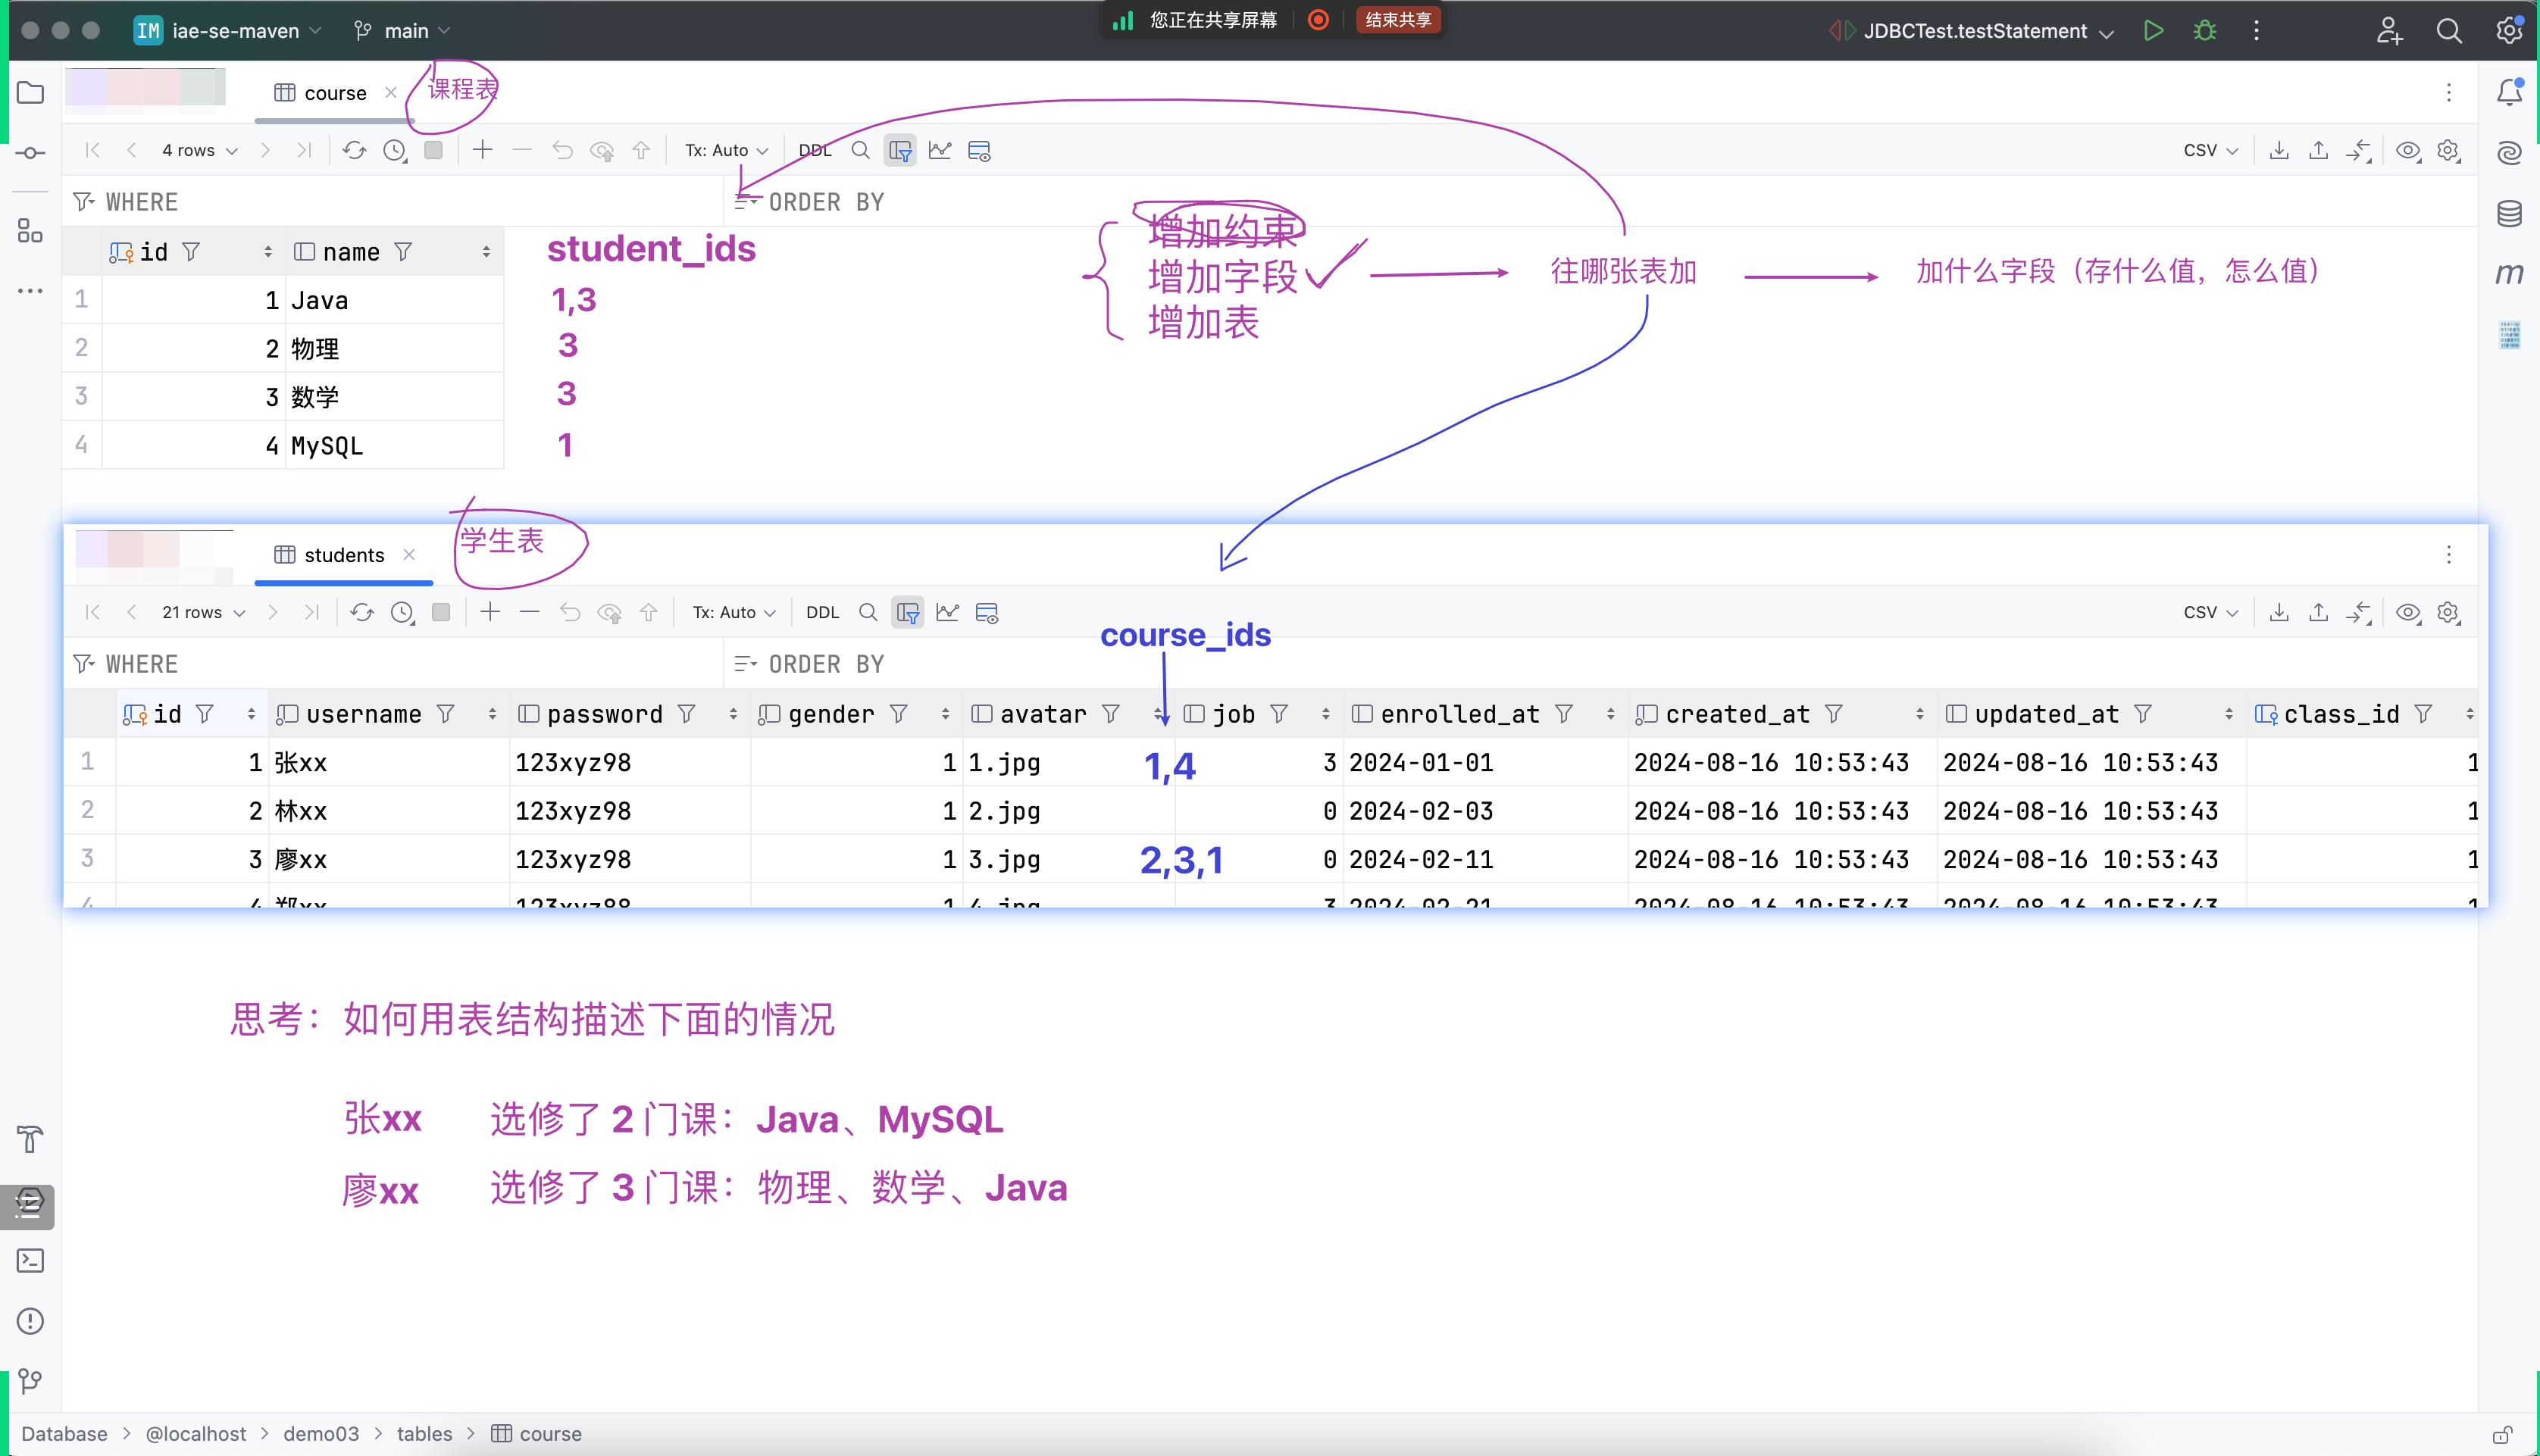 IM iae-se-maven main 您正在共享屏幕 结束共享 JDBCTest.testStatement
course 课程表
4 rows Tx: Auto DDL CSV
WHERE ORDER BY
id name student_ids
1 1 Java 1,3
2 2 物理 3
3 3 数学 3
4 4 MySQL 1
增加约束
增加字段 往哪张表加 加什么字段（存什么值，怎么值）
增加表
students 学生表
21 rows Tx: Auto DDL CSV
course_ids
WHERE ORDER BY
id username password gender avatar job enrolled_at created_at updated_at class_id
1 1 张xx 123xyz98 1 1.jpg 1,4 3 2024-01-01 2024-08-16 10:53:43 2024-08-16 10:53:43 1
2 2 林xx 123xyz98 1 2.jpg 0 2024-02-03 2024-08-16 10:53:43 2024-08-16 10:53:43 1
3 3 廖xx 123xyz98 1 3.jpg 2,3,1 0 2024-02-11 2024-08-16 10:53:43 2024-08-16 10:53:43 1
4 4 郑xx 123xyz98 1 4.jpg 3 2024-02-21 2024-08-16 10:53:43 2024-08-16 10:53:43 1
思考：如何用表结构描述下面的情况
张xx 选修了 2 门课：Java、MySQL
廖xx 选修了 3 门课：物理、数学、Java
Database > @localhost > demo03 > tables > course